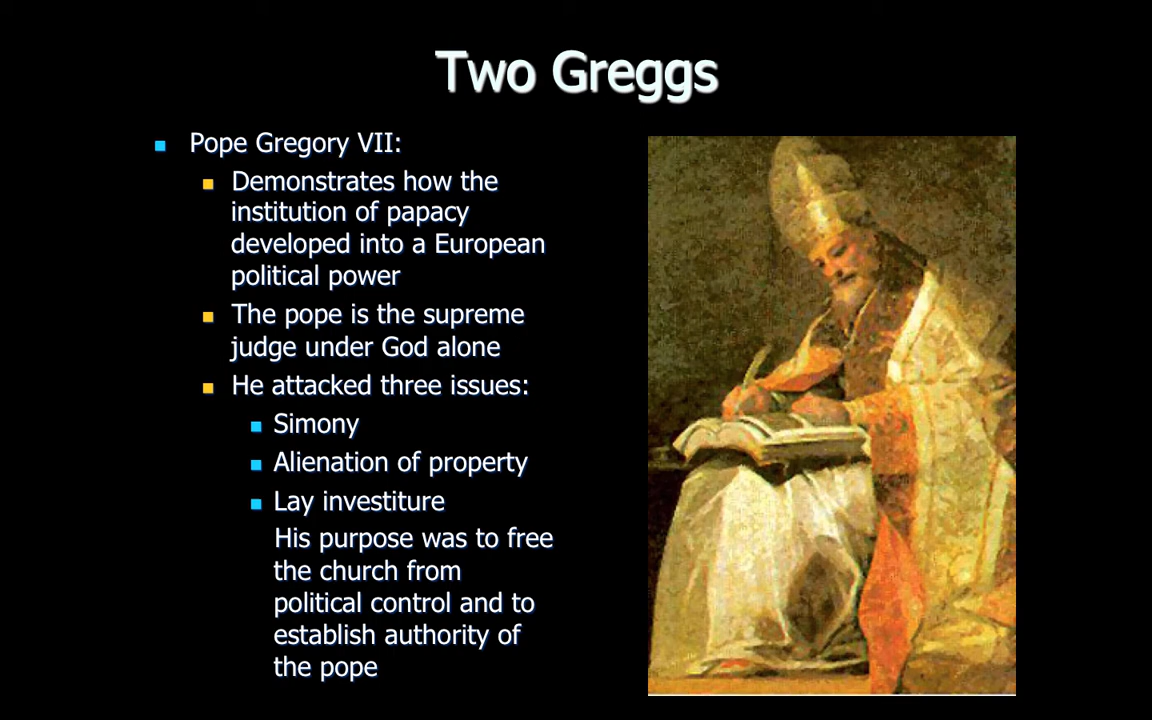 Two Greggs
Pope Gregory VII:
Demonstrates how the
institution of papacy
developed into a European
political power
The pope is the supreme
judge under God alone
He attacked three issues:
Simony
Alienation of property
Lay investiture
His purpose was to free
the church from
political control and to
establish authority of
the pope